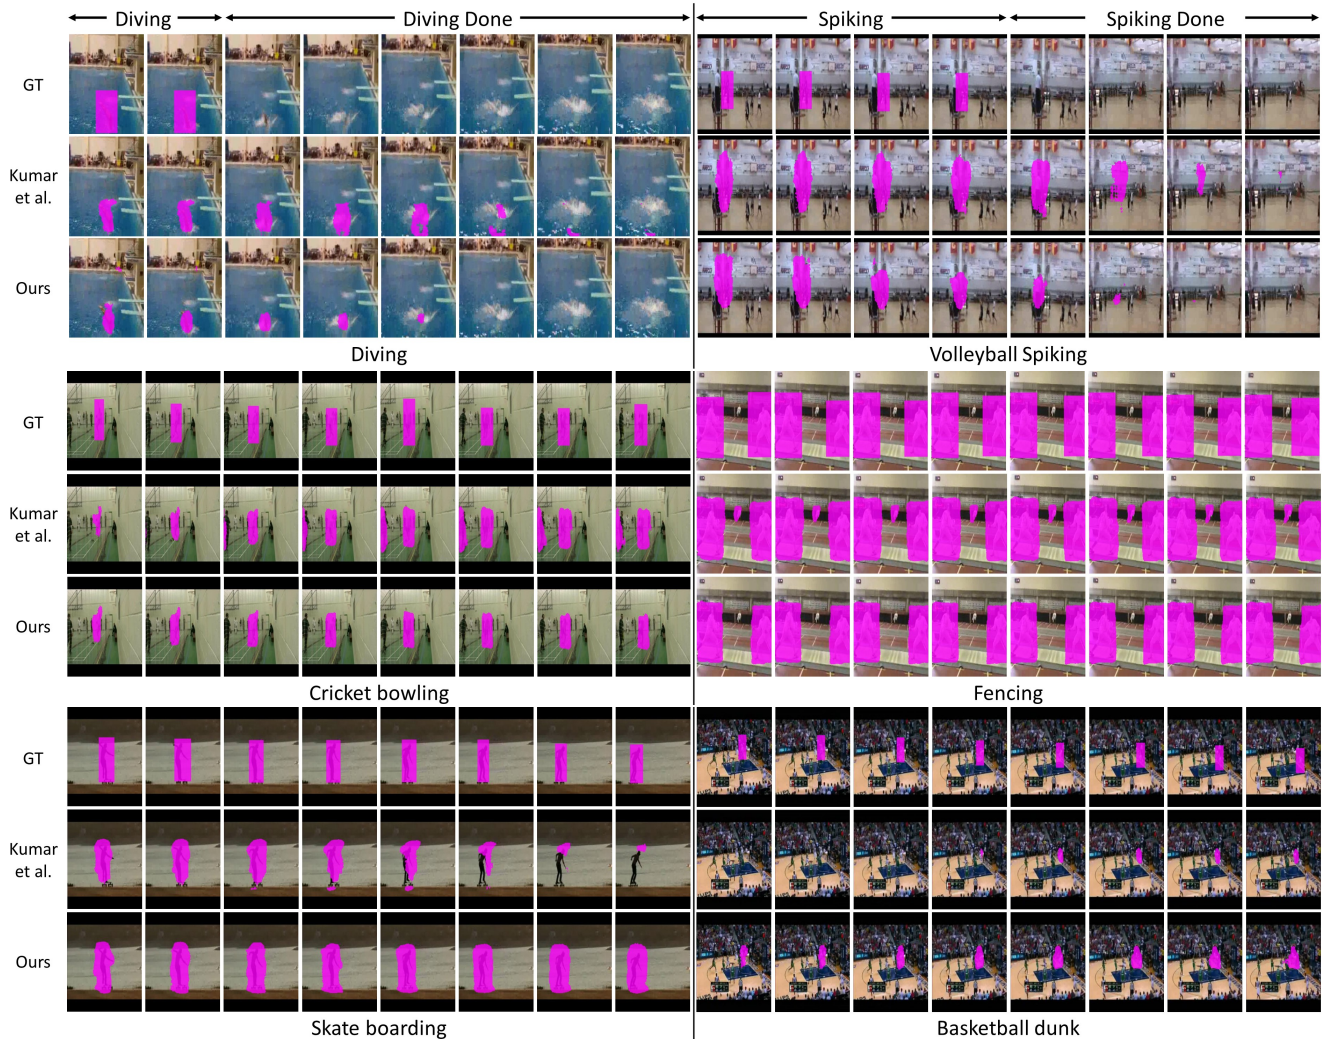 Diving
Diving Done
Spiking
Spiking Done
GT
Kumar
et al.
Ours
Diving
Volleyball Spiking
GT
Kumar
et al.
Ours
Cricket bowling
Fencing
GT
Kumar
et al.
Ours
Skate boarding
Basketball dunk